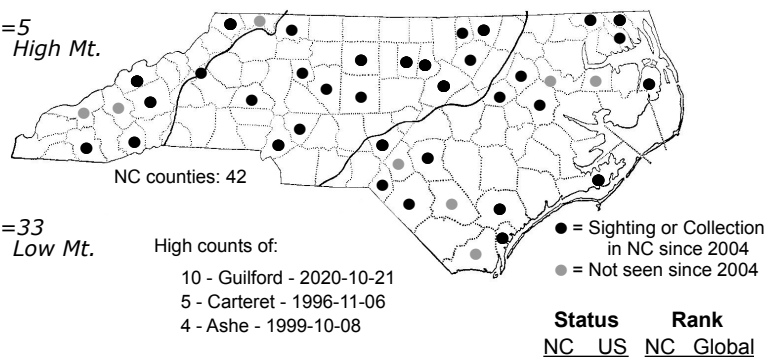 =5
High Mt.
NC counties: 42
=33
Low Mt.
High counts of:
10 - Guilford - 2020-10-21
5 - Carteret - 1996-11-06
4 - Ashe - 1999-10-08
= Sighting or Collection
in NC since 2004
= Not seen since 2004
Status Rank
NC US NC Global